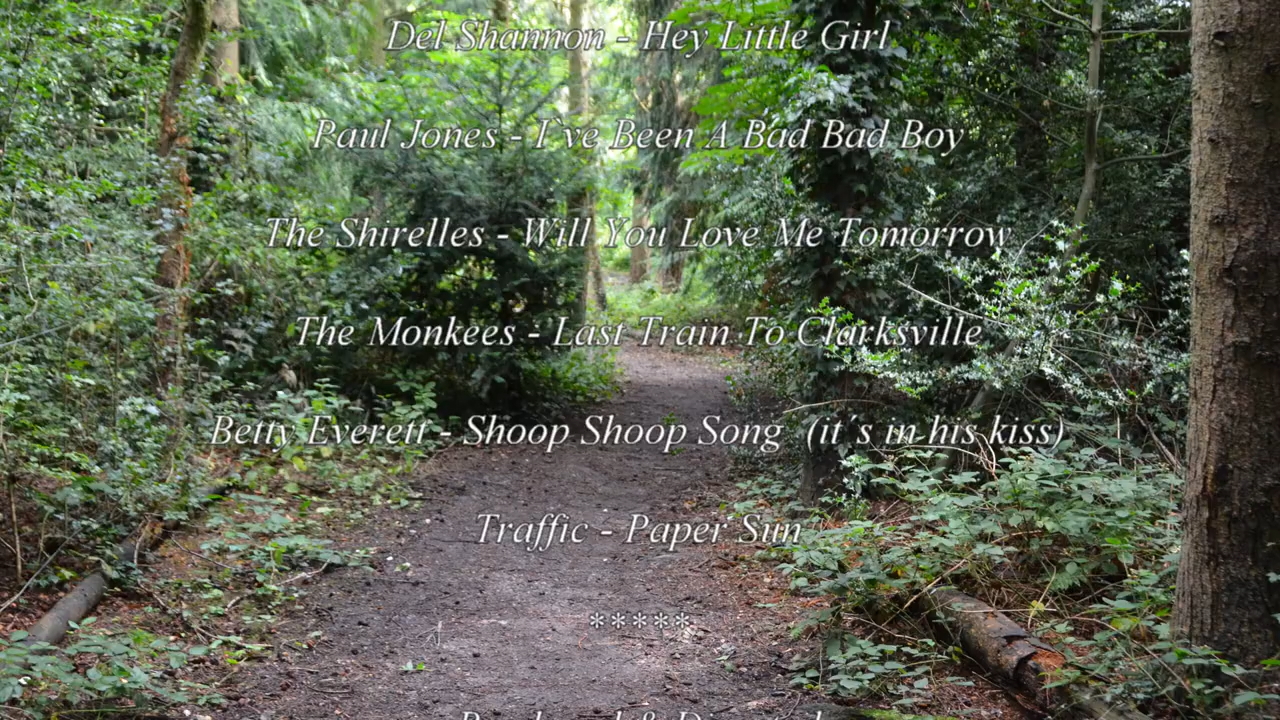 Del Shannon - Hey Little Girl
Paul Jones - I`ve Been A Bad Bad Boy
The Shirelles - Will You Love Me Tomorrow
The Monkees - Last Train To Clarksville
Betty Everett - Shoop Shoop Song (it´s in his kiss)
Traffic - Paper Sun
*****